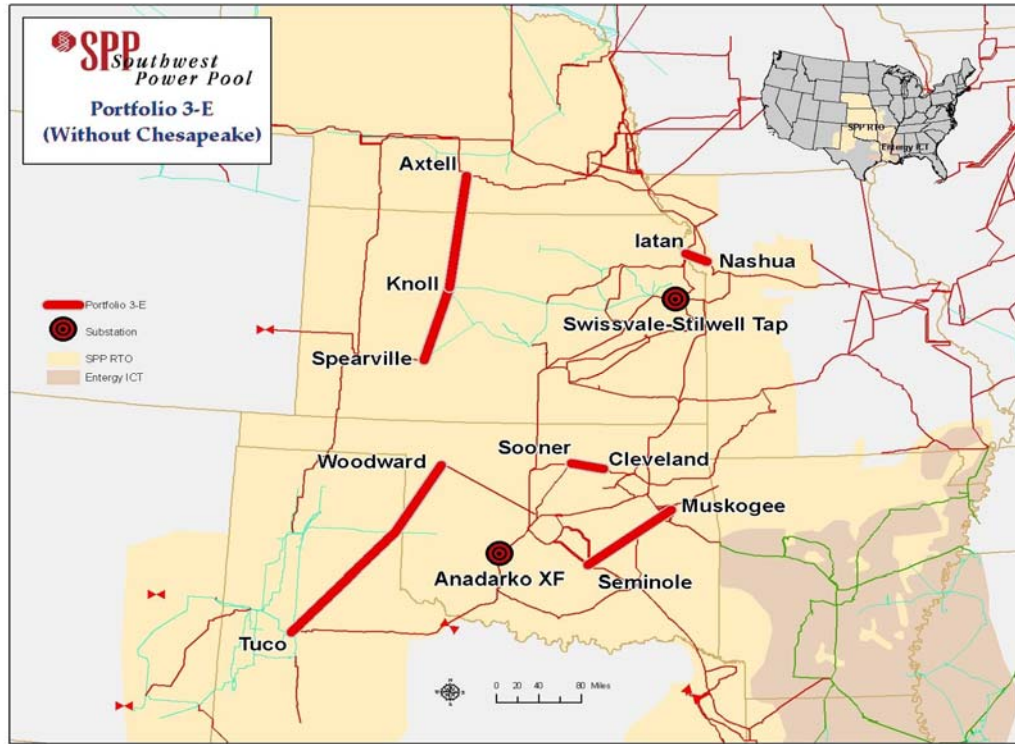 SPP
Southwest
Power Pool
Portfolio 3-E
(Without Chesapeake)
SPP RTO
Entergy ICT
Axtell
Iatan
Nashua
Knoll
Portfolio 3-E
Substation
SPP RTO
Entergy ICT
Swissvale-Stilwell Tap
Spearville
Sooner
Woodward
Cleveland
Muskogee
Anadarko XF
Seminole
Tuco
0 20 40 80 Miles